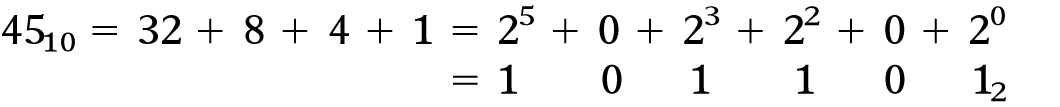 45₁₀ = 32 + 8 + 4 + 1 = 2⁵ + 0 + 2³ + 2² + 0 + 2⁰
= 1 0 1 1 0 1₂